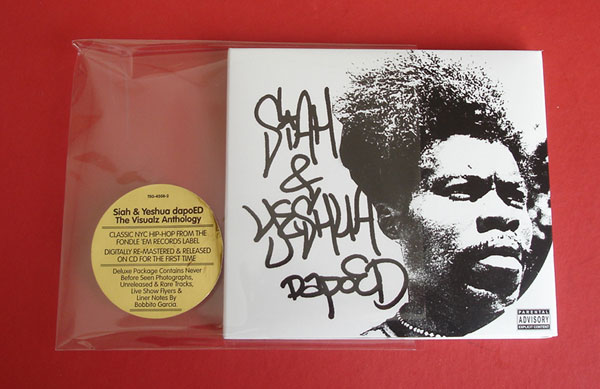 TEG-4508-2
Siah & Yeshua dapoED
The Visualz Anthology
CLASSIC NYC HIP-HOP FROM THE
FONDLE 'EM RECORDS LABEL
DIGITALLY RE-MASTERED & RELEASED
ON CD FOR THE FIRST TIME
Deluxe Package Contains Never
Before Seen Photographs,
Unreleased & Rare Tracks,
Live Show Flyers &
Liner Notes By
Bobbito Garcia.
SIAH
&
YESHUA
DapoED
PARENTAL
ADVISORY
EXPLICIT CONTENT